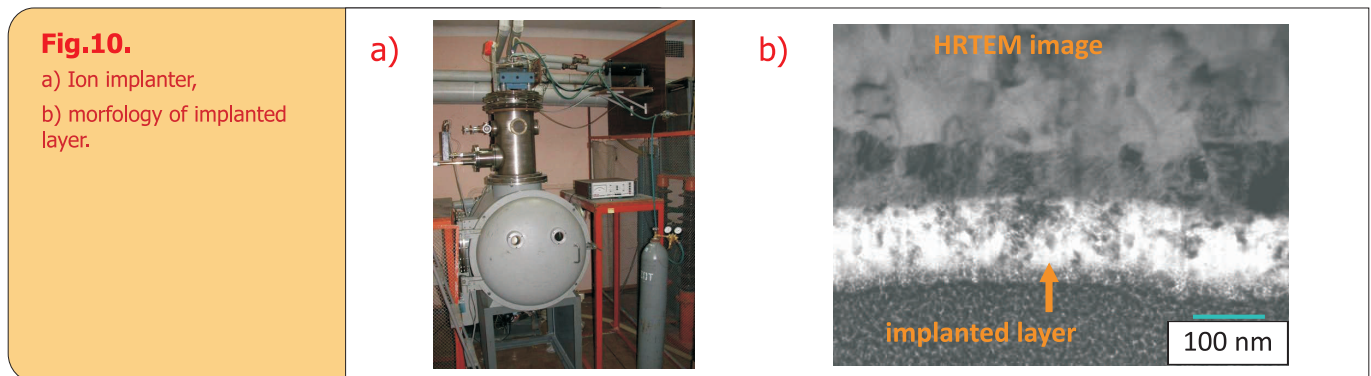 Fig.10.
a) Ion implanter,
b) morfology of implanted
layer.
a)
b)
HRTEM image
implanted layer
100 nm